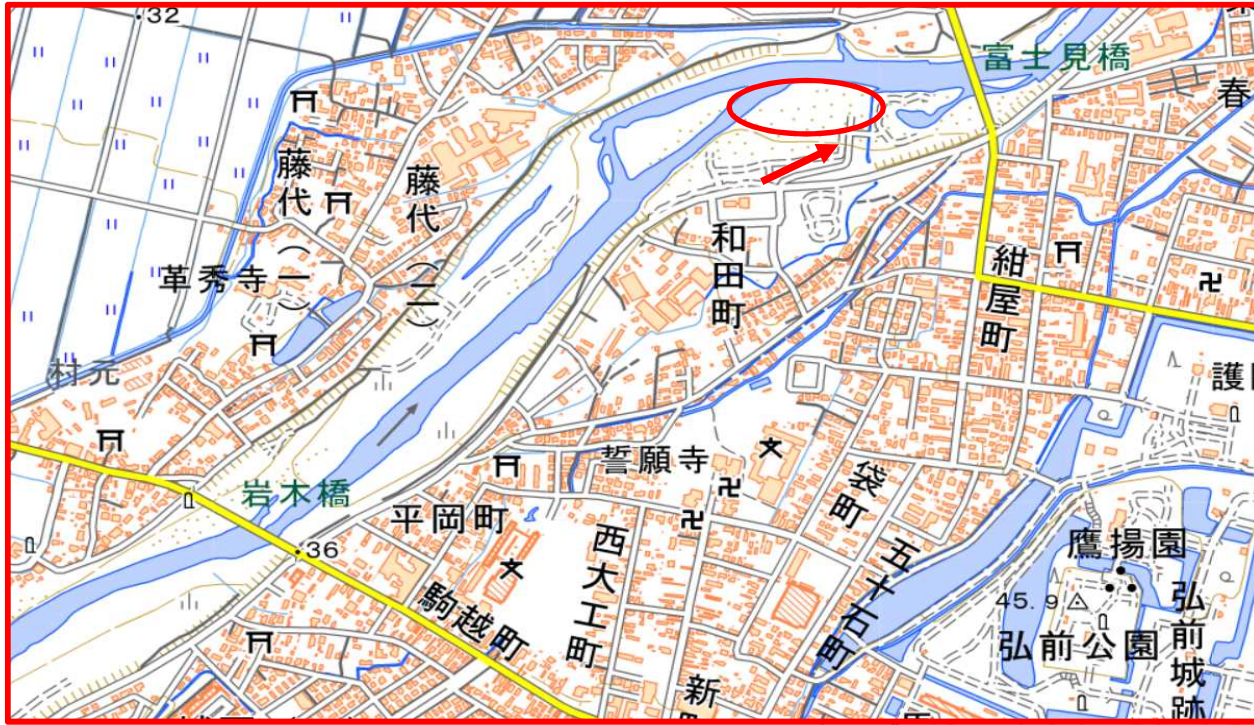 32
富士見橋
春
藤代(一)
藤代(二)
和田町
紺屋町
革秀寺
村元
護
誓願寺
袋町
岩木橋
平岡町
36
西大工町
五十石町
鷹揚園
45.9
弘前公園
弘前城跡
駒越町
新